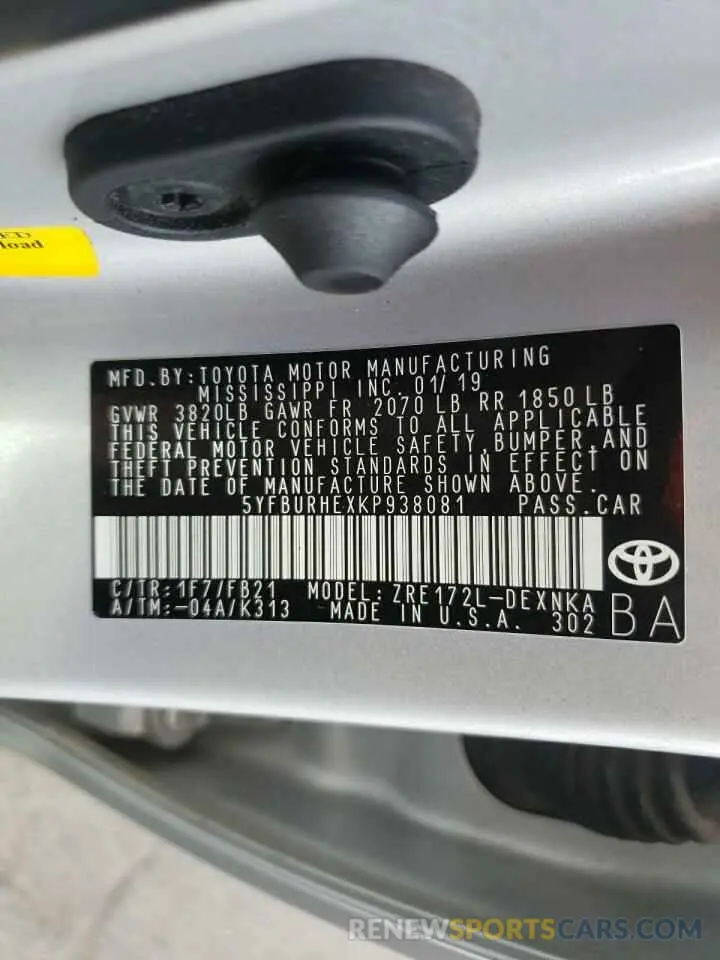 load
MFD.BY:TOYOTA MOTOR MANUFACTURING
MISSISSIPPI INC. 01/19
GVWR 3820LB GAWR FR 2070 LB RR 1850 LB
THIS VEHICLE CONFORMS TO ALL APPLICABLE
FEDERAL MOTOR VEHICLE SAFETY,BUMPER,AND
THEFT PREVENTION STANDARDS IN EFFECT ON
THE DATE OF MANUFACTURE SHOWN ABOVE.
5YFBURHEXKP938081 PASS.CAR
C/TR:1F7/FB21 MODEL:ZRE172L-DEXNKA
A/TM:-04A/K313 MADE IN U.S.A. 302 BA
RENEWSPORTSCARS.COM